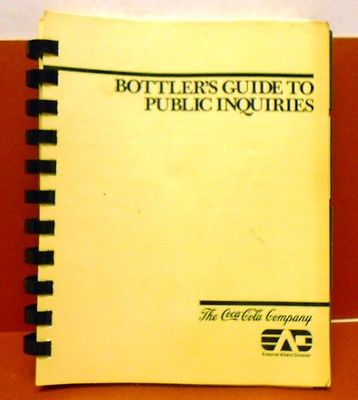 BOTTLER'S GUIDE TO
PUBLIC INQUIRIES
The Coca-Cola Company
EAD
External Affairs Division